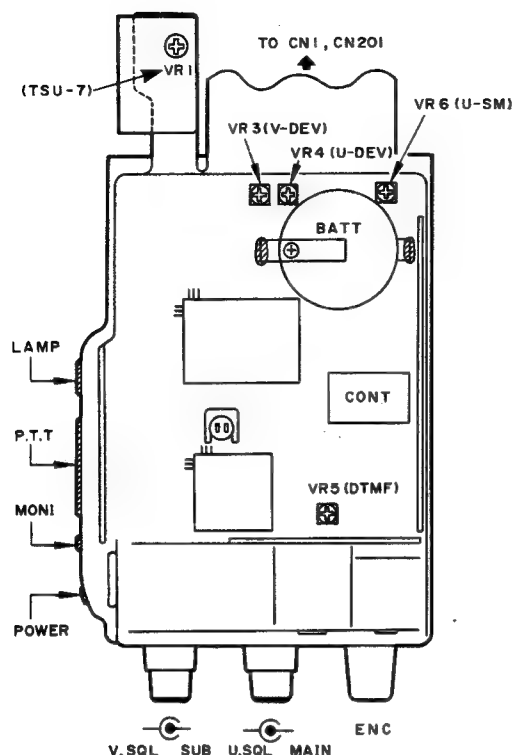 TO CN1, CN201
(TSU-7)
VR1
VR3 (V-DEV)
VR4 (U-DEV)
VR6 (U-SM)
BATT
LAMP
CONT
P.T.T
VR5 (DTMF)
MONI
POWER
ENC
V.SQL SUB U.SQL MAIN